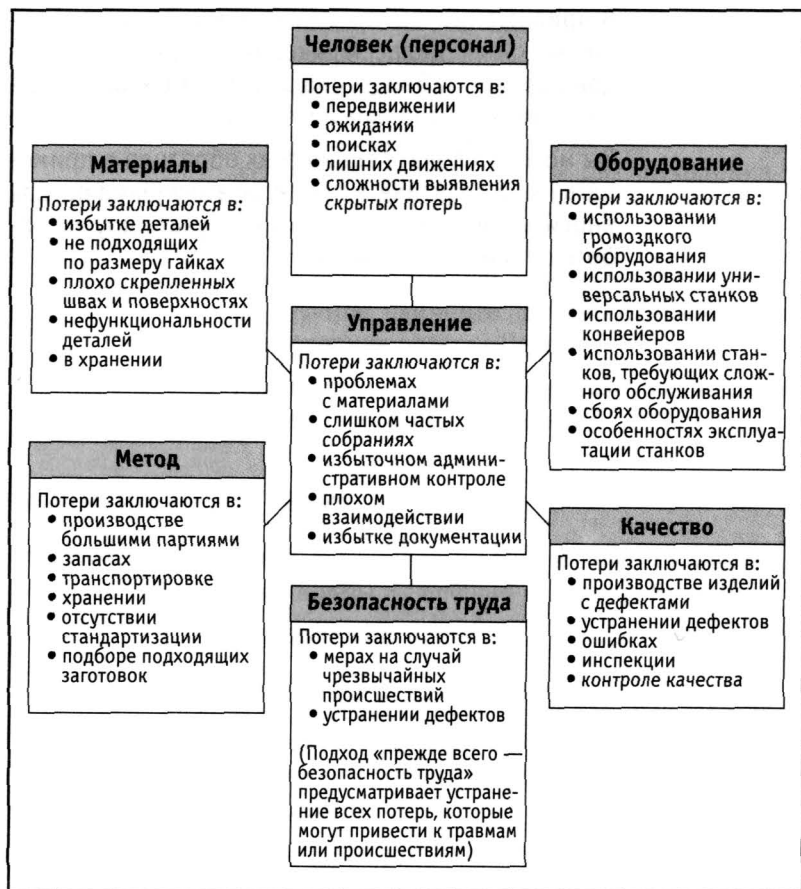 Человек (персонал)
Потери заключаются в:
• передвижении
• ожидании
• поисках
• лишних движениях
• сложности выявления
скрытых потерь
Материалы
Потери заключаются в:
• избытке деталей
• не подходящих
по размеру гайках
• плохо скрепленных
швах и поверхностях
• нефункциональности
деталей
• в хранении
Оборудование
Потери заключаются в:
• использовании
громоздкого
оборудования
• использовании уни-
версальных станков
• использовании
конвейеров
• использовании стан-
ков, требующих слож-
ного обслуживания
• сбоях оборудования
• особенностях эксплуа-
тации станков
Управление
Потери заключаются в:
• проблемах
с материалами
• слишком частых
собраниях
• избыточном админи-
стративном контроле
• плохом
взаимодействии
• избытке документации
Метод
Потери заключаются в:
• производстве
большими партиями
• запасах
• транспортировке
• хранении
• отсутствии
стандартизации
• подборе подходящих
заготовок
Качество
Потери заключаются в:
• производстве изделий
с дефектами
• устранении дефектов
• ошибках
• инспекции
• контроле качества
Безопасность труда
Потери заключаются в:
• мерах на случай
чрезвычайных
происшествий
• устранении дефектов
(Подход «прежде всего —
безопасность труда»
предусматривает устране-
ние всех потерь, которые
могут привести к травмам
или происшествиям)